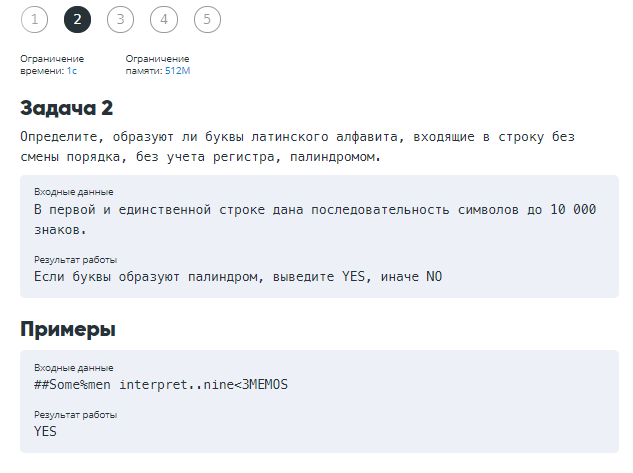 1 2 3 4 5
Ограничение Ограничение
времени: 1с памяти: 512M
Задача 2
Определите, образуют ли буквы латинского алфавита, входящие в строку без
смены порядка, без учета регистра, палиндромом.
Входные данные
В первой и единственной строке дана последовательность символов до 10 000
знаков.
Результат работы
Если буквы образуют палиндром, выведите YES, иначе NO
Примеры
Входные данные
##Some%men interpret..nine<3MEMOS
Результат работы
YES